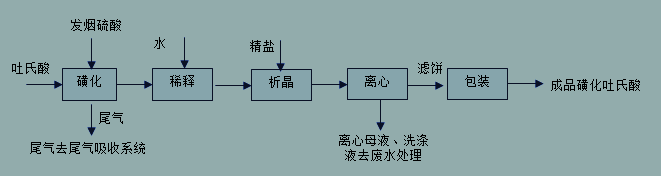 发烟硫酸
水
精盐
吐氏酸
磺化
稀释
析晶
离心
滤饼
包装
成品磺化吐氏酸
尾气
尾气去尾气吸收系统
离心母液、洗涤
液去废水处理